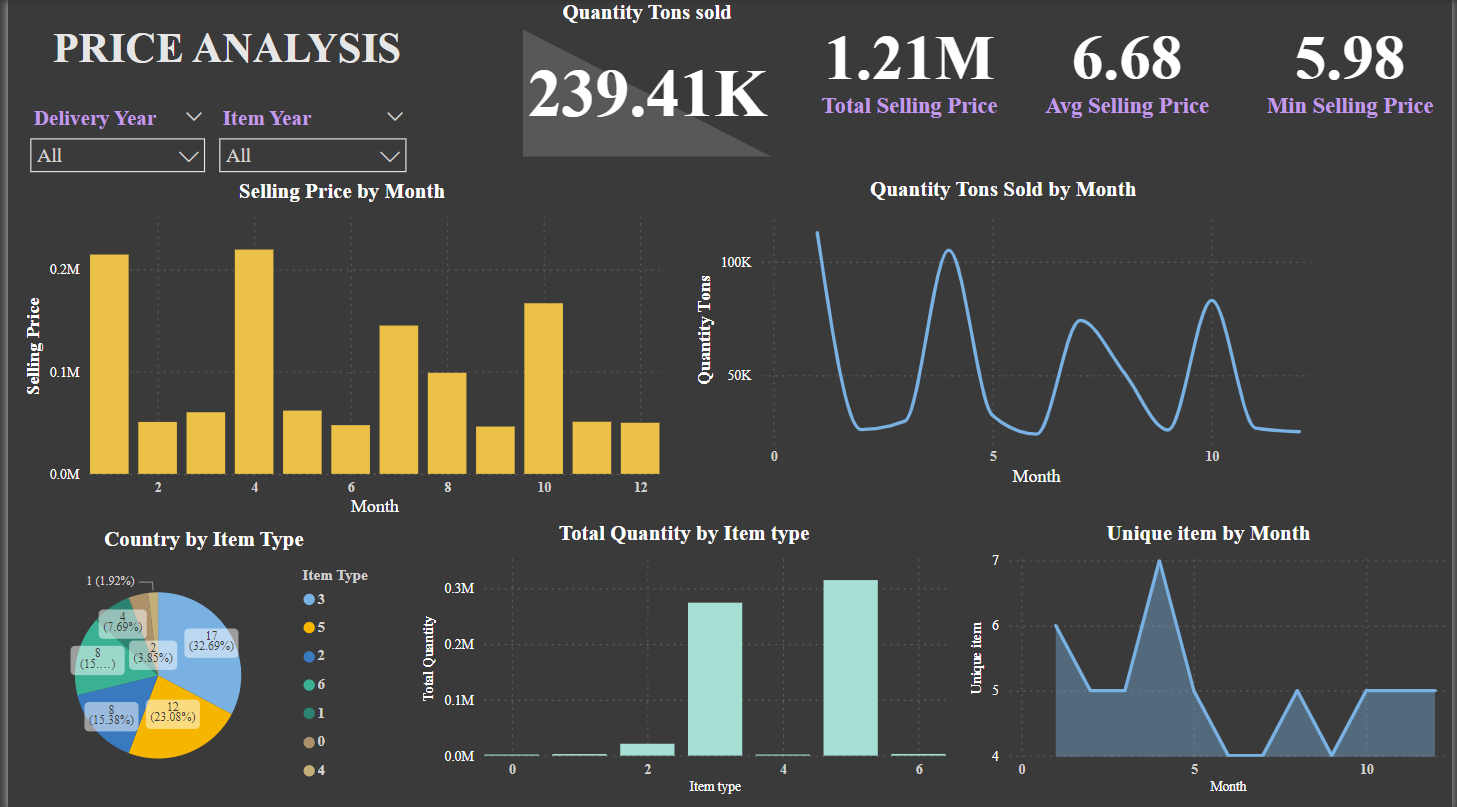 PRICE ANALYSIS
Delivery Year
All
Item Year
All
Quantity Tons sold
239.41K
1.21M
Total Selling Price
6.68
Avg Selling Price
5.98
Min Selling Price
Selling Price by Month
Selling Price
0.2M
0.1M
0.0M
2 4 6 8 10 12
Month
Quantity Tons Sold by Month
Quantity Tons
100K
50K
0 5 10
Month
Country by Item Type
1 (1.92%)
4
(7.69%)
17
(32.69%)
2
(3.85%)
8
(15....)
8
(15.38%)
12
(23.08%)
Item Type
3
5
2
6
1
0
4
Total Quantity by Item type
Total Quantity
0.3M
0.2M
0.1M
0.0M
0 2 4 6
Item type
Unique item by Month
Unique item
7
6
5
4
0 5 10
Month